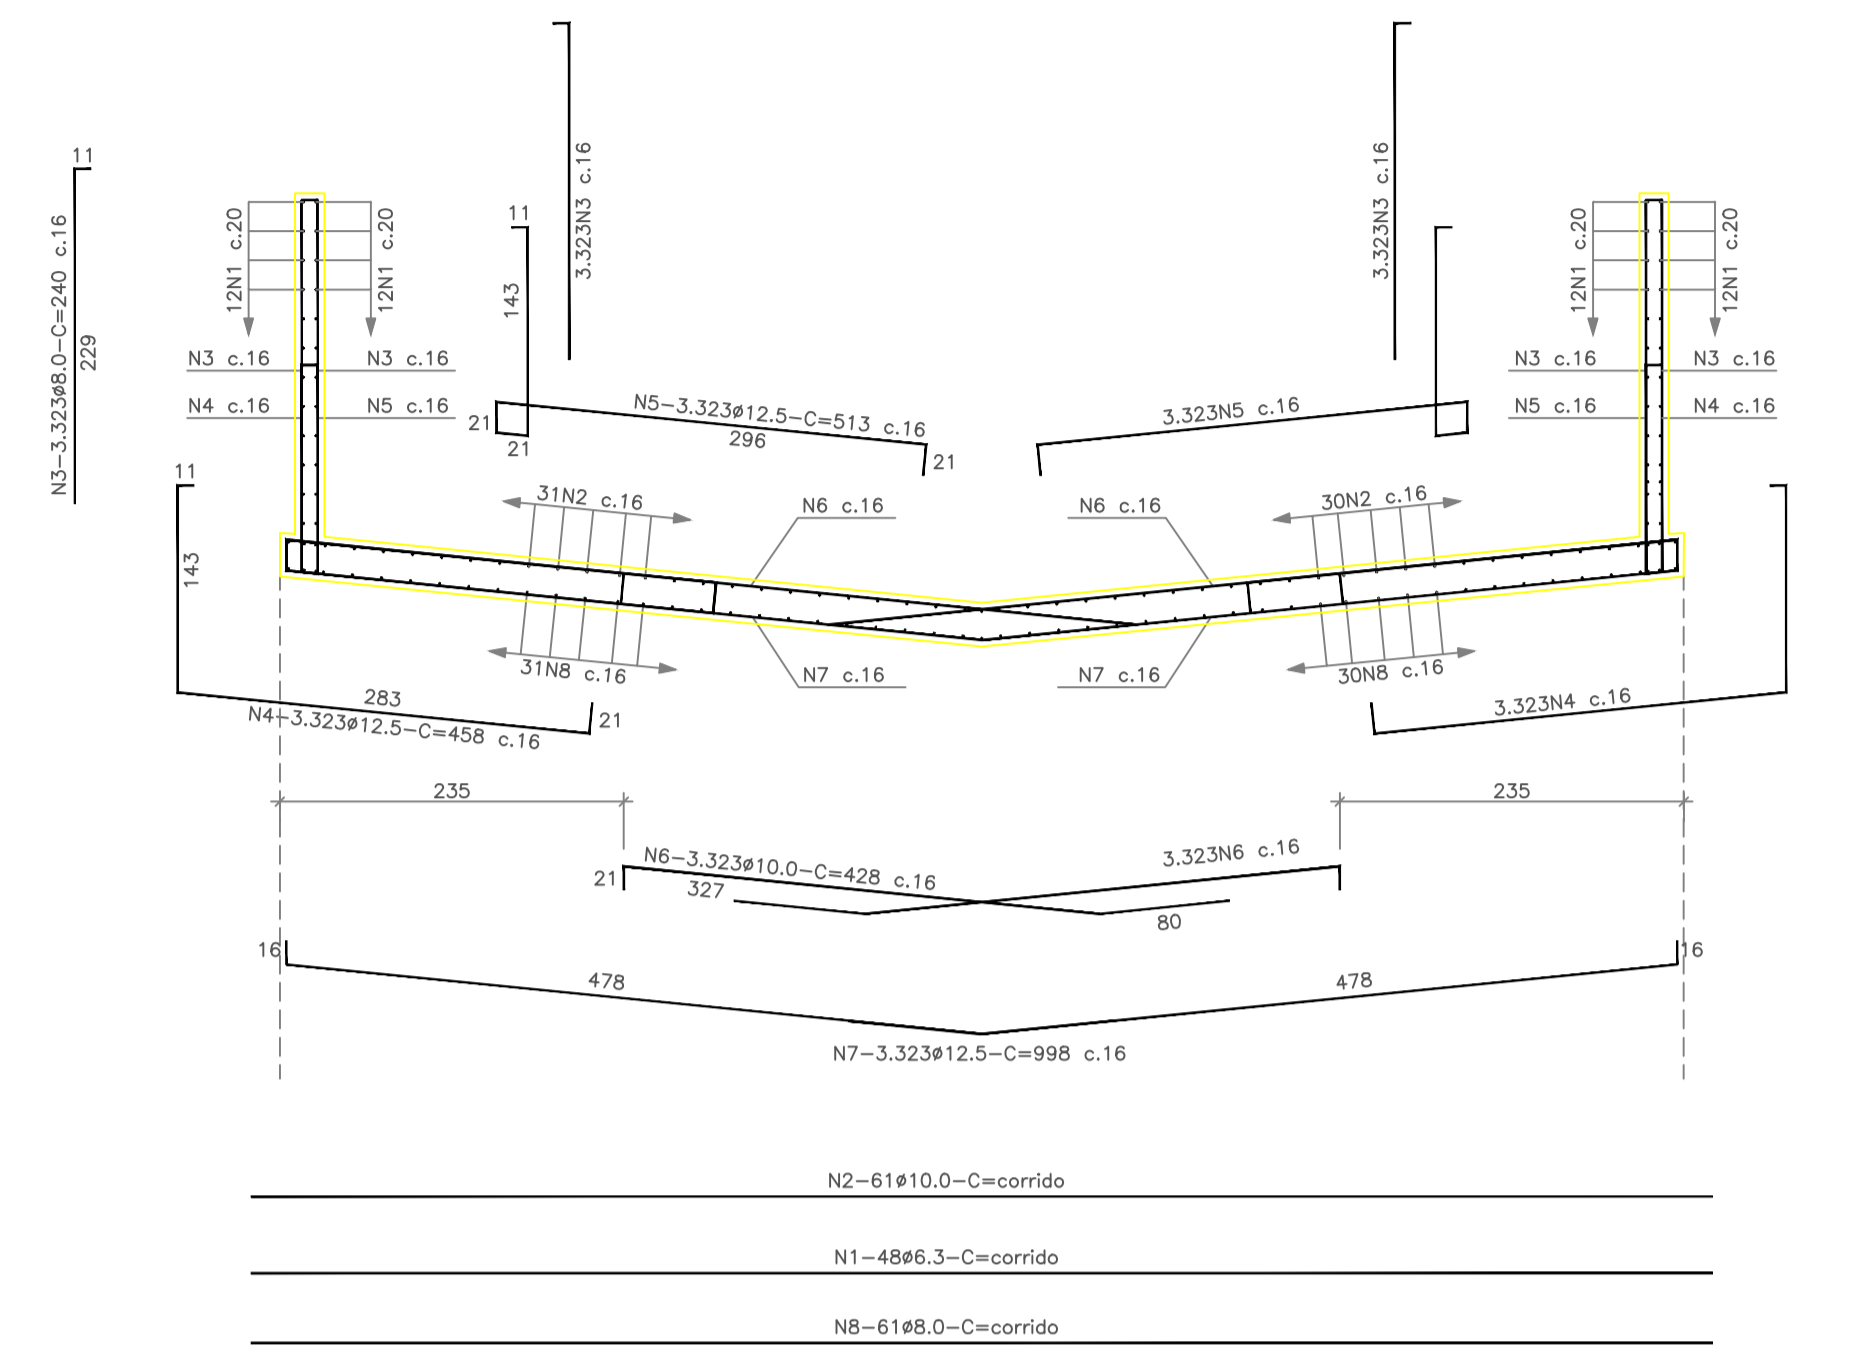 3.323N3 c.16
3.323N3 c.16
11
N3-3.323ø8.0-C=240 c.16
229
12N1 c.20
12N1 c.20
11
143
12N1 c.20
12N1 c.20
N3 c.16
N3 c.16
N3 c.16
N3 c.16
N4 c.16
N5 c.16
N5 c.16
N4 c.16
21
21
N5-3.323ø12.5-C=513 c.16
296
21
3.323N5 c.16
11
143
31N2 c.16
N6 c.16
N6 c.16
30N2 c.16
31N8 c.16
N7 c.16
N7 c.16
30N8 c.16
283
N4-3.323ø12.5-C=458 c.16
21
3.323N4 c.16
235
235
N6-3.323ø10.0-C=428 c.16
3.323N6 c.16
21
327
80
16
16
478
478
N7-3.323ø12.5-C=998 c.16
N2-61ø10.0-C=corrido
N1-48ø6.3-C=corrido
N8-61ø8.0-C=corrido